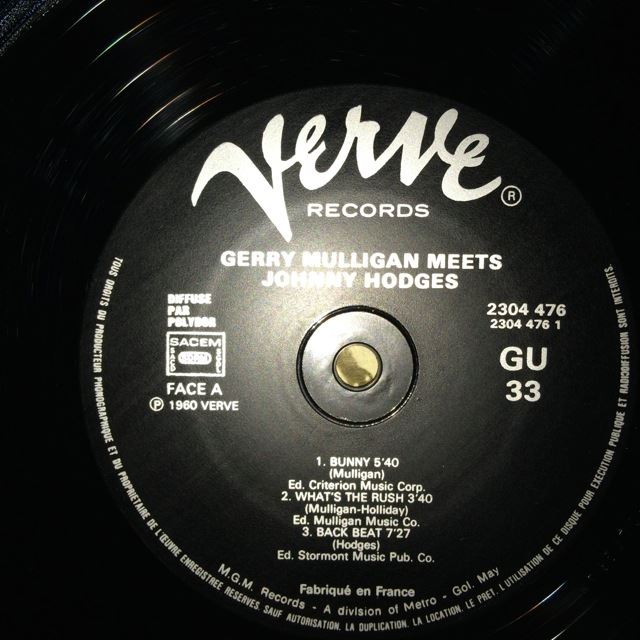 Verve
®
RECORDS
GERRY MULLIGAN MEETS
JOHNNY HODGES
DIFFUSÉ
PAR
POLYDOR
SACEM
FACE A
℗ 1960 VERVE
2304 476
2304 476 1
GU
33
1. BUNNY 5'40
(Mulligan)
Ed. Criterion Music Corp.
2. WHAT'S THE RUSH 3'40
(Mulligan-Holliday)
Ed. Mulligan Music Co.
3. BACK BEAT 7'27
(Hodges)
Ed. Stormont Music Pub. Co.
Fabriqué en France
M.G.M. Records - A division of Metro - Gol. May
TOUS DROITS DU PRODUCTEUR PHONOGRAPHIQUE ET DU PROPRIETAIRE DE L'ŒUVRE ENREGISTREE RESERVES. SAUF AUTORISATION, LA DUPLICATION, LA LOCATION, LE PRET, L'UTILISATION DE CE DISQUE POUR EXECUTION PUBLIQUE ET RADIODIFFUSION SONT INTERDITS.